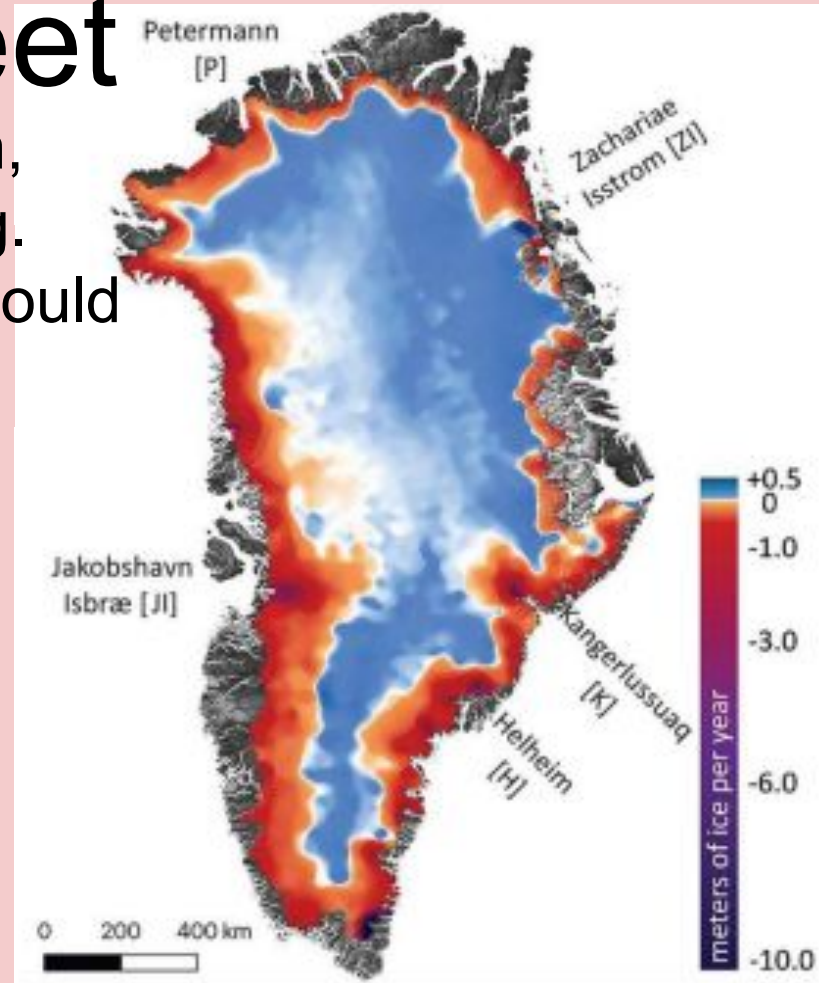 eet
Petermann
[P]
n,
g.
ould
Zachariae
Isstrom [ZI]
+0.5
0
-1.0
-3.0
-6.0
-10.0
meters of ice per year
Jakobshavn
Isbræ [JI]
Kangerlussuaq
[K]
Helheim
[H]
0 200 400 km